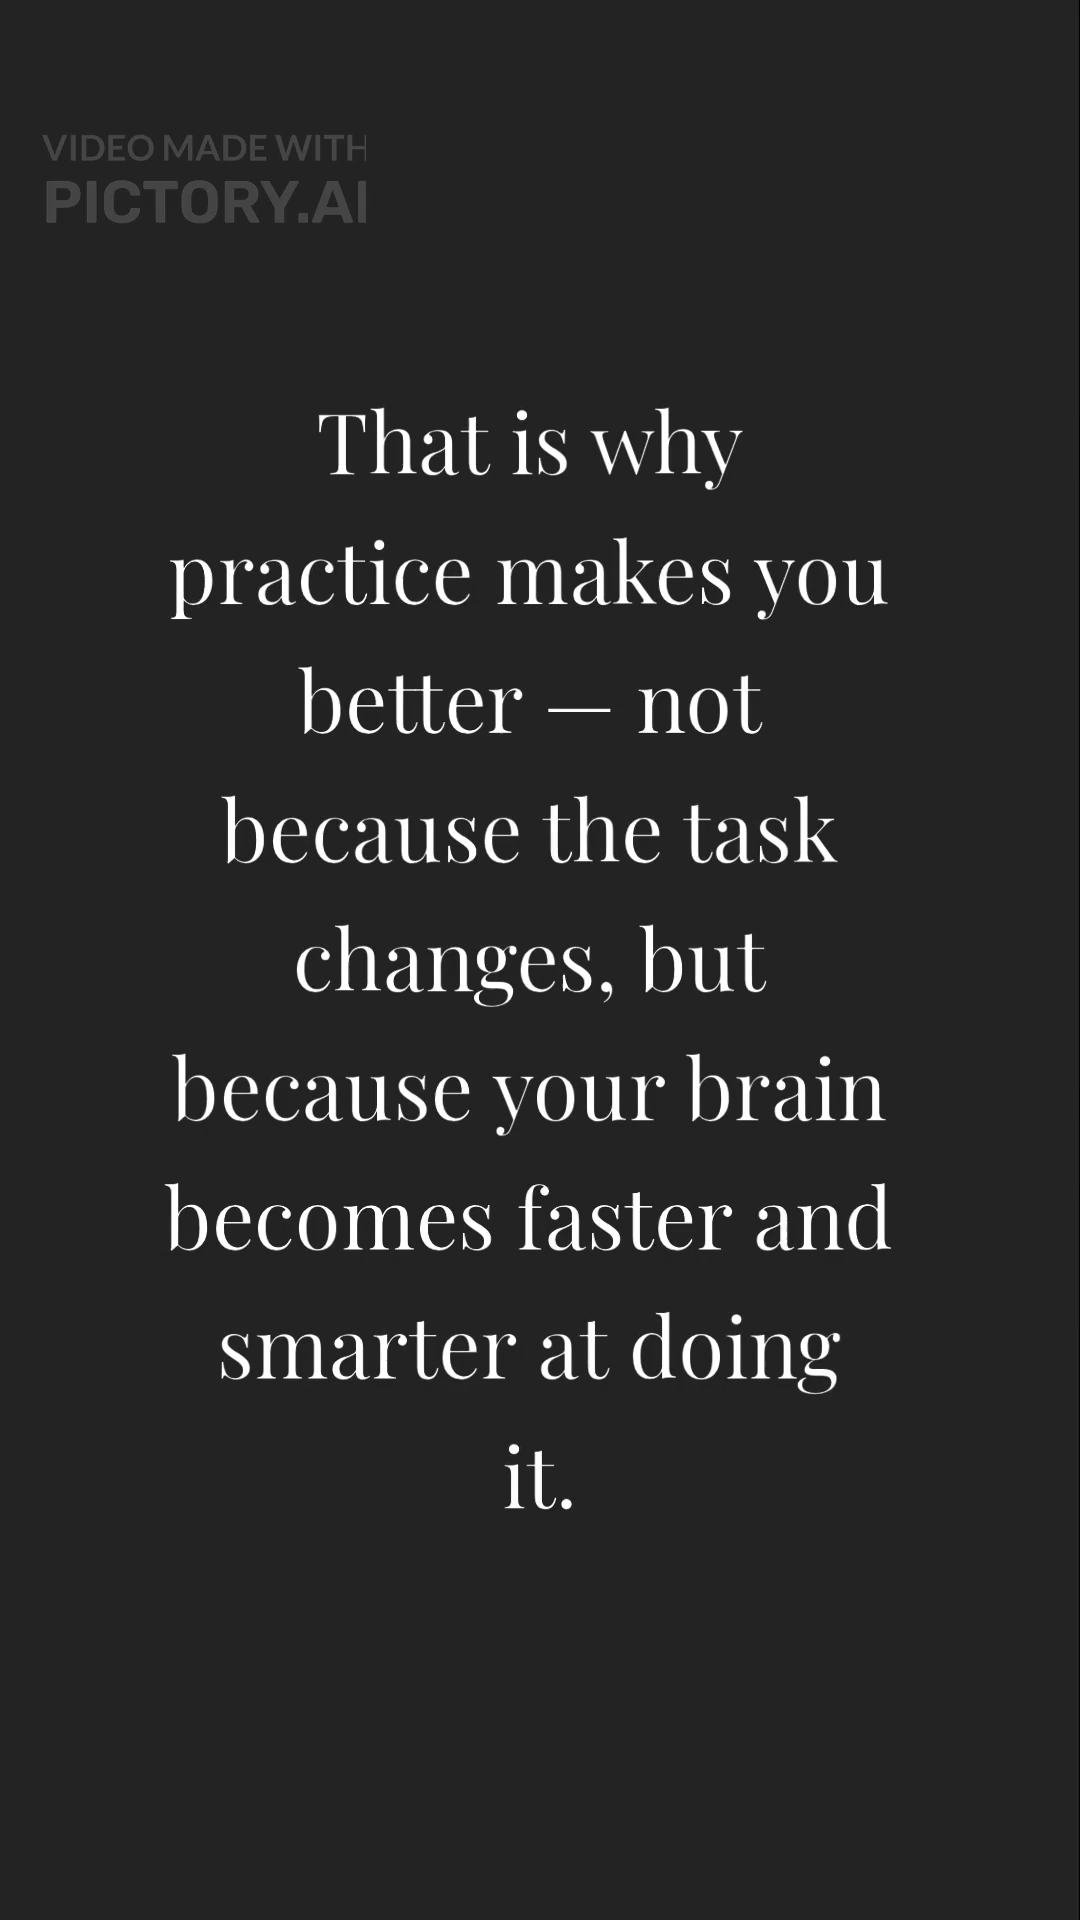 VIDEO MADE WITH
PICTORY.AI
That is why
practice makes you
better — not
because the task
changes, but
because your brain
becomes faster and
smarter at doing
it.